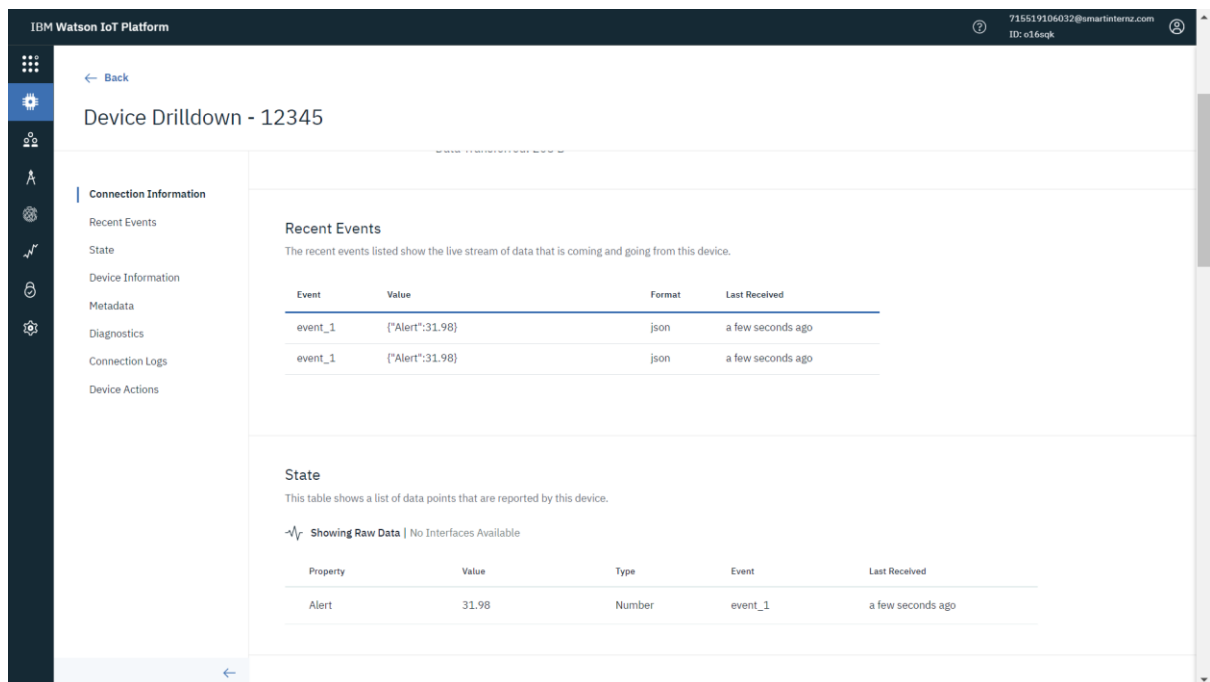 IBM Watson IoT Platform
715519106032@smartinternz.com
ID: o16sqk
Back
Device Drilldown - 12345
Connection Information
Recent Events
State
Device Information
Metadata
Diagnostics
Connection Logs
Device Actions
Recent Events
The recent events listed show the live stream of data that is coming and going from this device.
Event Value Format Last Received
event_1 {"Alert":31.98} json a few seconds ago
event_1 {"Alert":31.98} json a few seconds ago
State
This table shows a list of data points that are reported by this device.
Showing Raw Data | No Interfaces Available
Property Value Type Event Last Received
Alert 31.98 Number event_1 a few seconds ago